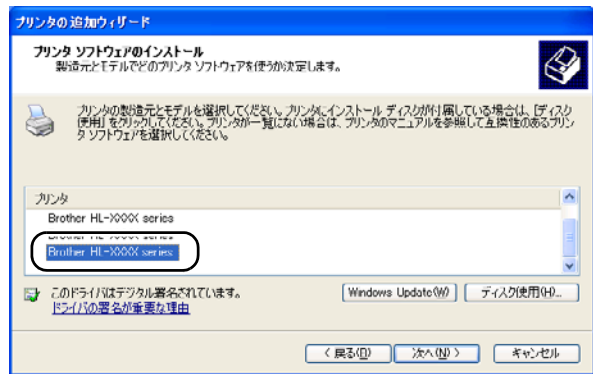 プリンタの追加ウィザード
プリンタ ソフトウェアのインストール
製造元とモデルでどのプリンタ ソフトウェアを使うか決定します。
プリンタの製造元とモデルを選択してください。プリンタにインストール ディスクが付属している場合は、[ディスク
使用] をクリックしてください。プリンタが一覧にない場合は、プリンタのマニュアルを参照して互換性のあるプリン
タ ソフトウェアを選択してください。
プリンタ
Brother HL-XXXX series
Brother HL-XXXX series
Brother HL-XXXX series
このドライバはデジタル署名されています。
Windows Update(W)
ディスク使用(H)...
ドライバの署名が重要な理由
< 戻る(B)
次へ(N) >
キャンセル